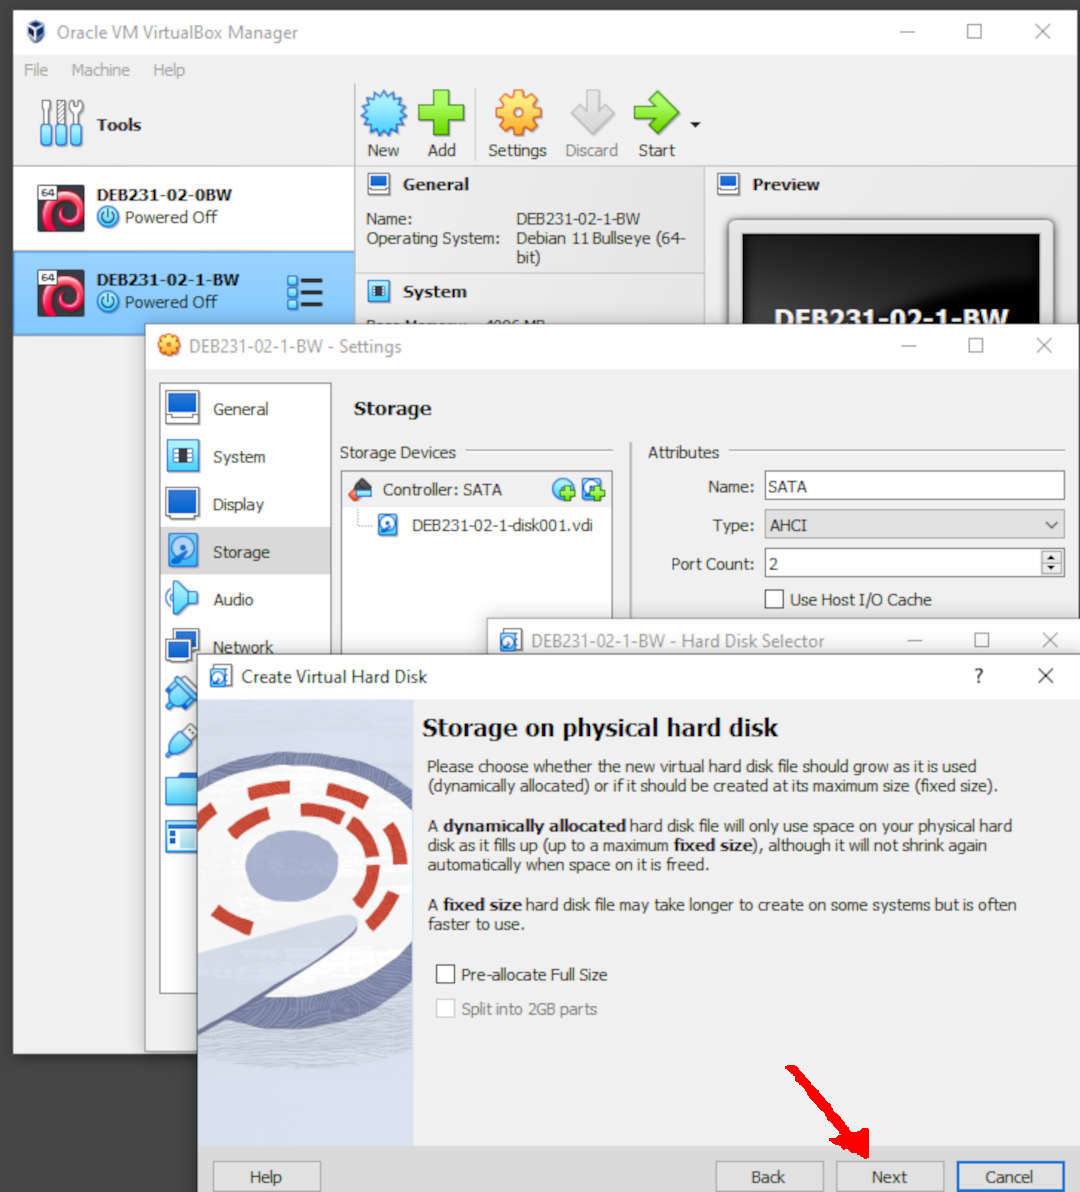 Oracle VM VirtualBox Manager
File Machine Help
Tools
New Add Settings Discard Start
64 DEB231-02-0BW
Powered Off
64 DEB231-02-1-BW
Powered Off
General
Name: DEB231-02-1-BW
Operating System: Debian 11 Bullseye (64-
bit)
System
Base Memory: 4096 MB
Preview
DEB231-02-1-BW
DEB231-02-1-BW - Settings
General
System
Display
Storage
Audio
Network
Storage
Storage Devices
Controller: SATA
DEB231-02-1-disk001.vdi
Attributes
Name: SATA
Type: AHCI
Port Count: 2
Use Host I/O Cache
DEB231-02-1-BW - Hard Disk Selector
Create Virtual Hard Disk ?
Storage on physical hard disk
Please choose whether the new virtual hard disk file should grow as it is used
(dynamically allocated) or if it should be created at its maximum size (fixed size).
A dynamically allocated hard disk file will only use space on your physical hard
disk as it fills up (up to a maximum fixed size), although it will not shrink again
automatically when space on it is freed.
A fixed size hard disk file may take longer to create on some systems but is often
faster to use.
Pre-allocate Full Size
Split into 2GB parts
Help Back Next Cancel